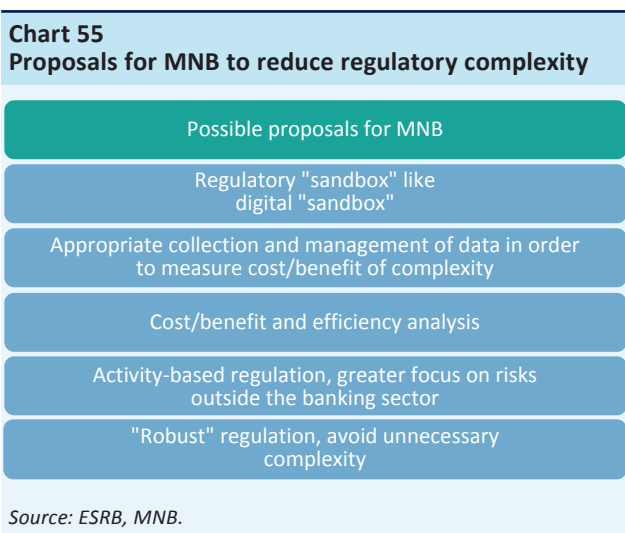 Chart 55
Proposals for MNB to reduce regulatory complexity
Possible proposals for MNB
Regulatory "sandbox" like
digital "sandbox"
Appropriate collection and management of data in order
to measure cost/benefit of complexity
Cost/benefit and efficiency analysis
Activity-based regulation, greater focus on risks
outside the banking sector
"Robust" regulation, avoid unnecessary
complexity
Source: ESRB, MNB.